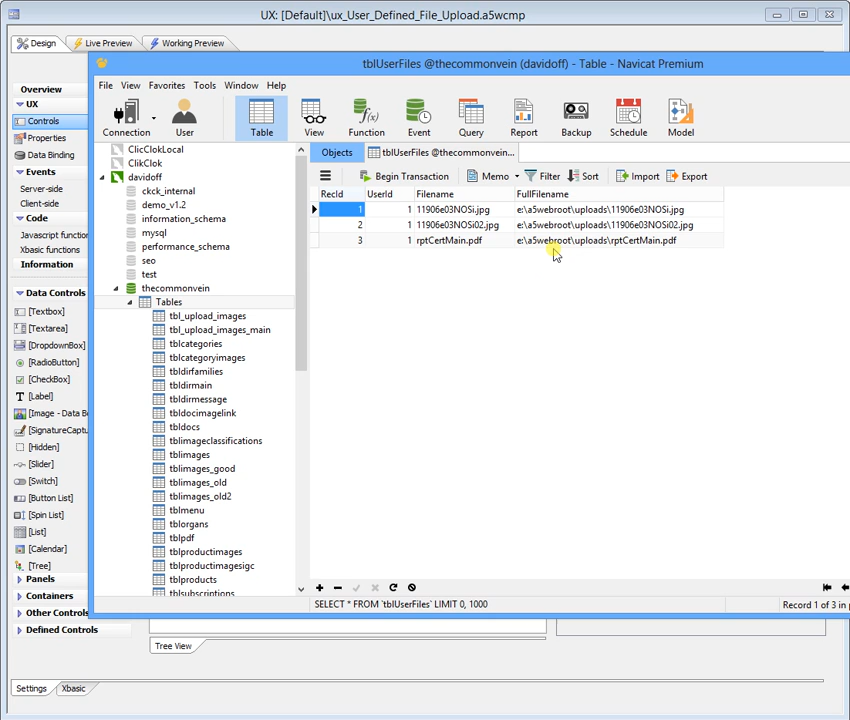 UX: [Default]\ux_User_Defined_File_Upload.a5wcmp
Design
Live Preview
Working Preview
Overview
UX
Controls
Properties
Data Binding
Events
Server-side
Client-side
Code
Javascript function
Xbasic functions
Information
Data Controls
[Textbox]
[Textarea]
[DropdownBox]
[RadioButton]
[CheckBox]
[Label]
[Image - Data B
[SignatureCaptu
[Hidden]
[Slider]
[Switch]
[Button List]
[Spin List]
[List]
[Calendar]
[Tree]
Panels
Containers
Other Controls
Defined Controls
tblUserFiles @thecommonvein (davidoff) - Table - Navicat Premium
File View Favorites Tools Window Help
Connection User Table View Function Event Query Report Backup Schedule Model
ClicClokLocal
ClikClok
davidoff
ckck_internal
demo_v1.2
information_schema
mysql
performance_schema
seo
test
thecommonvein
Tables
tbl_upload_images
tbl_upload_images_main
tblcategories
tblcategoryimages
tbldirfamilies
tbldirmain
tbldirmessage
tbldocimagelink
tbldocs
tblimageclassifications
tblimages
tblimages_good
tblimages_old
tblimages_old2
tblmenu
tblorgans
tblpdf
tblproductimages
tblproductimagesigc
tblproducts
tblsubscriptions
Objects tblUserFiles @thecommonvein...
Begin Transaction Memo Filter Sort Import Export
RecId UserId Filename FullFilename
1 1 11906e03NOSi.jpg e:\a5webroot\uploads\11906e03NOSi.jpg
2 1 11906e03NOSi02.jpg e:\a5webroot\uploads\11906e03NOSi02.jpg
3 1 rptCertMain.pdf e:\a5webroot\uploads\rptCertMain.pdf
SELECT * FROM `tblUserFiles` LIMIT 0, 1000
Record 1 of 3 in p
Tree View
Settings Xbasic